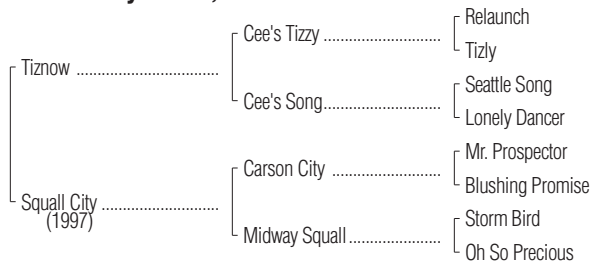 Relaunch
Cee's Tizzy ........................
Tizly
Tiznow .............................
Seattle Song
Cee's Song........................
Lonely Dancer
Mr. Prospector
Carson City ......................
Blushing Promise
Squall City ........................
(1997)
Storm Bird
Midway Squall...................
Oh So Precious